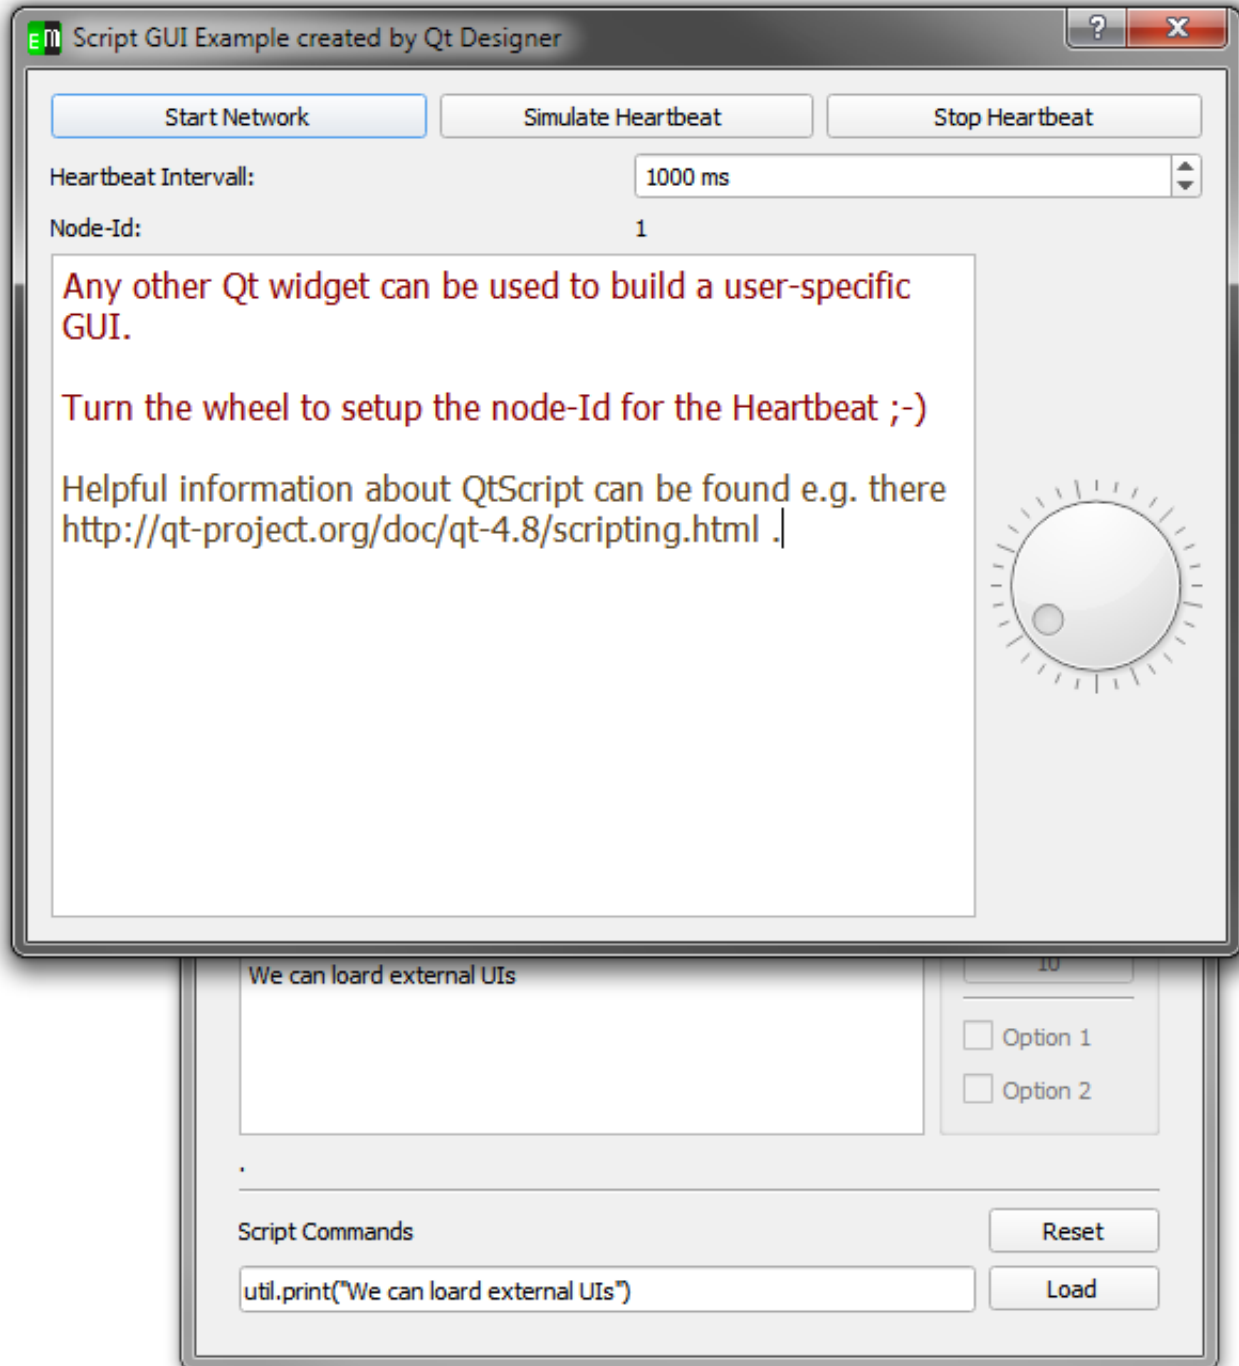 EM Script GUI Example created by Qt Designer ? X
Start Network Simulate Heartbeat Stop Heartbeat
Heartbeat Intervall: 1000 ms
Node-Id: 1
Any other Qt widget can be used to build a user-specific
GUI.
Turn the wheel to setup the node-Id for the Heartbeat ;-)
Helpful information about QtScript can be found e.g. there
http://qt-project.org/doc/qt-4.8/scripting.html .
We can loard external UIs
10
Option 1
Option 2
.
Script Commands Reset
util.print("We can loard external UIs") Load